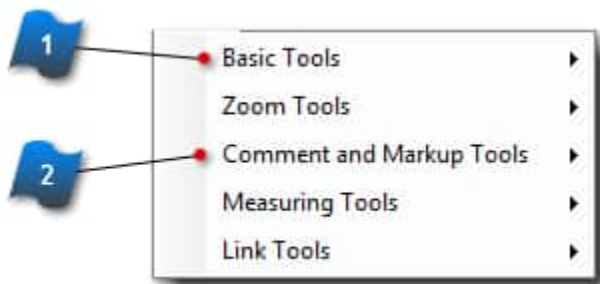 1
Basic Tools
Zoom Tools
2
Comment and Markup Tools
Measuring Tools
Link Tools